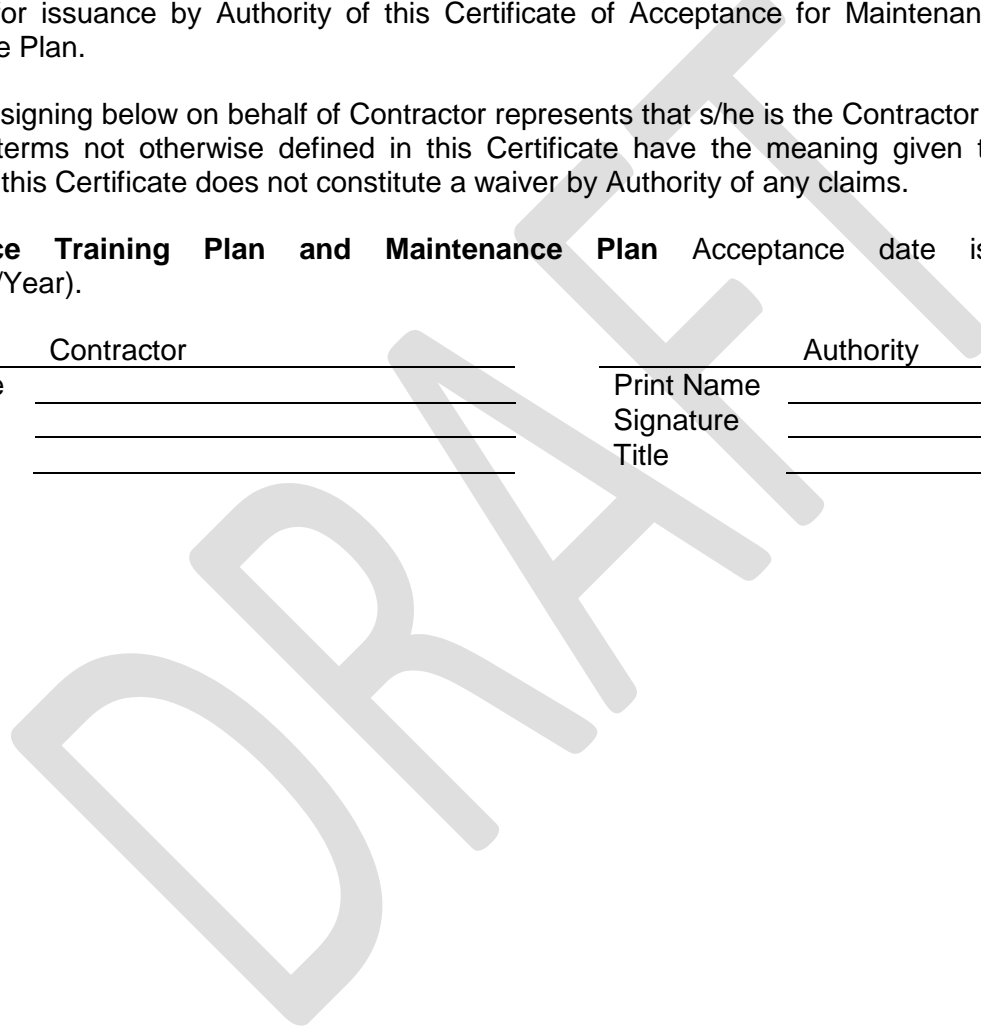 for issuance by Authority of this Certificate of Acceptance for
Plan.
signing below on behalf of Contractor represents that s/he is the Contractor
terms not otherwise defined in this Certificate have the meaning given
this Certificate does not constitute a waiver by Authority of any claims.
Training Plan and Maintenance Plan Acceptance date is
/Year).
Contractor Authority
Print Name
Signature
Title
DRAFT